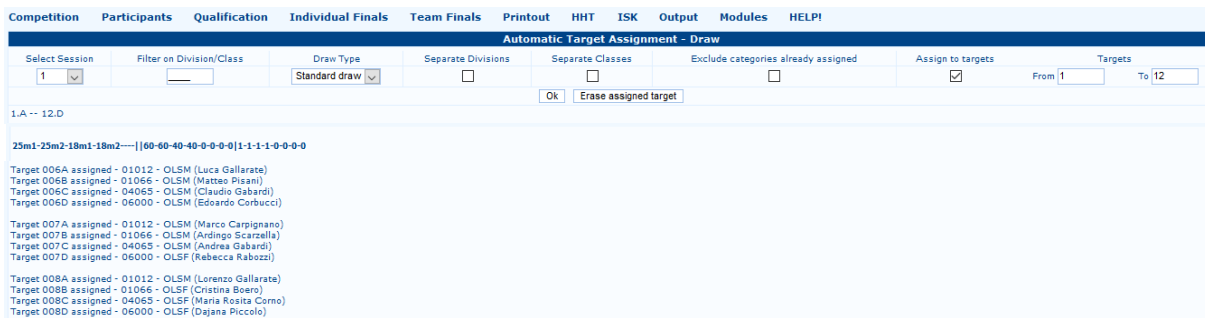 Competition Participants Qualification Individual Finals Team Finals Printout HHT ISK Output Modules HELP!
Automatic Target Assignment - Draw
Select Session Filter on Division/Class Draw Type Separate Divisions Separate Classes Exclude categories already assigned Assign to targets Targets
1 ____ Standard draw From 1 To 12
Ok Erase assigned target
1.A -- 12.D
25m1-25m2-18m1-18m2----||60-60-40-40-0-0-0-0|1-1-1-1-0-0-0-0
Target 006A assigned - 01012 - OLSM (Luca Gallarate)
Target 006B assigned - 01066 - OLSM (Matteo Pisani)
Target 006C assigned - 04065 - OLSM (Claudio Gabardi)
Target 006D assigned - 06000 - OLSM (Edoardo Corbucci)
Target 007A assigned - 01012 - OLSM (Marco Carpignano)
Target 007B assigned - 01066 - OLSM (Ardingo Scarzella)
Target 007C assigned - 04065 - OLSM (Andrea Gabardi)
Target 007D assigned - 06000 - OLSF (Rebecca Rabozzi)
Target 008A assigned - 01012 - OLSM (Lorenzo Gallarate)
Target 008B assigned - 01066 - OLSF (Cristina Boero)
Target 008C assigned - 04065 - OLSF (Maria Rosita Corno)
Target 008D assigned - 06000 - OLSF (Dajana Piccolo)